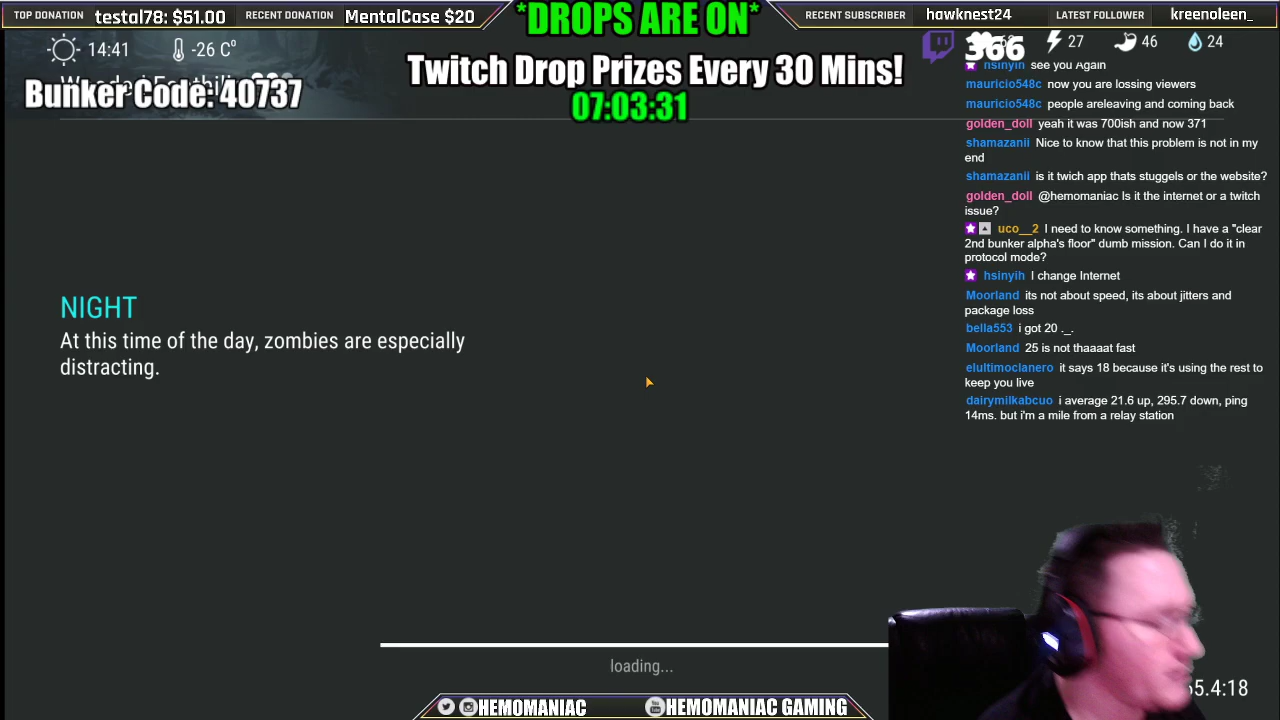 TOP DONATION testal78: $51.00 RECENT DONATION MentalCase $20 *DROPS ARE ON* RECENT SUBSCRIBER hawknest24 LATEST FOLLOWER kreenoleen_
14:41 -26 C° 366 27 46 24
Twitch Drop Prizes Every 30 Mins!
Bunker Code: 40737
07:03:31
hsinyih see you Again
mauricio548c now you are lossing viewers
mauricio548c people areleaving and coming back
golden_doll yeah it was 700ish and now 371
shamazanii Nice to know that this problem is not in my
end
shamazanii is it twich app thats stuggels or the website?
golden_doll @hemomaniac Is it the internet or a twitch
issue?
uco__2 I need to know something. I have a "clear
2nd bunker alpha's floor" dumb mission. Can I do it in
protocol mode?
hsinyih I change Internet
Moorland its not about speed, its about jitters and
package loss
bella553 i got 20 ._.
Moorland 25 is not thaaaat fast
elultimoclanero it says 18 because it's using the rest to
keep you live
dairymilkabcuo i average 21.6 up, 295.7 down, ping
14ms. but i'm a mile from a relay station
NIGHT
At this time of the day, zombies are especially
distracting.
loading...
5.4:18
HEMOMANIAC HEMOMANIAC GAMING